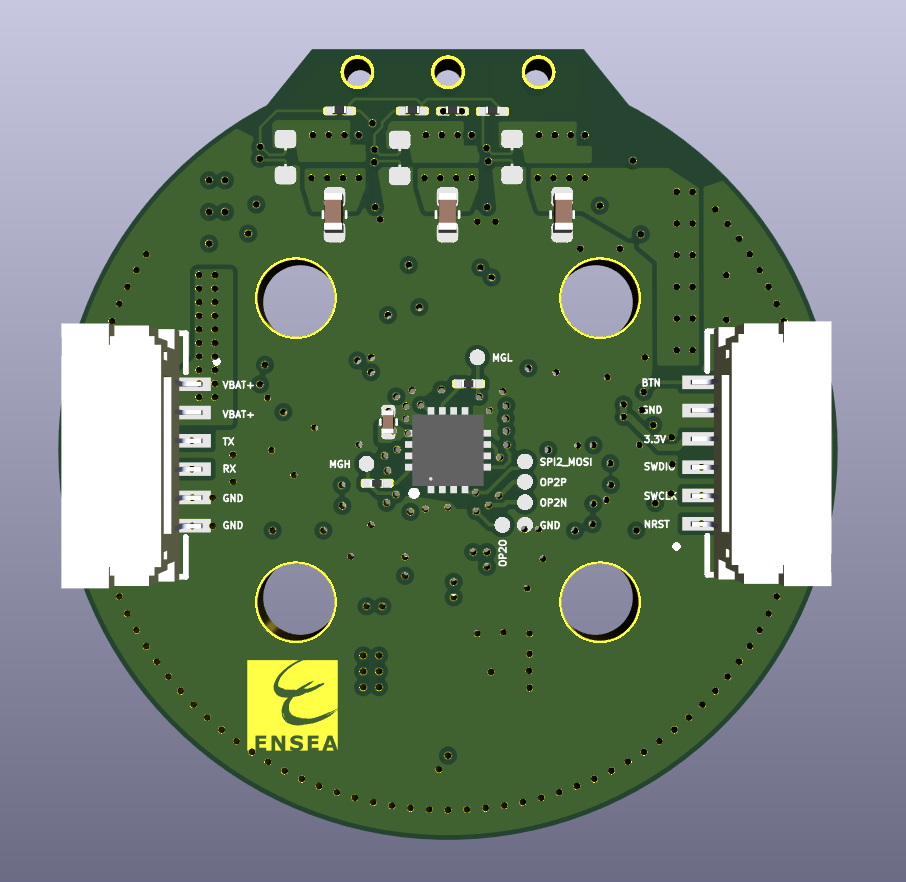 MGL
BTN
VBAT+
GND
VBAT+
3.3V
TX
MGH
SPI2_MOSI
SWDIO
RX
OP2P
SWCLK
GND
OP2N
NRST
GND
GND
OP2O
ENSEA